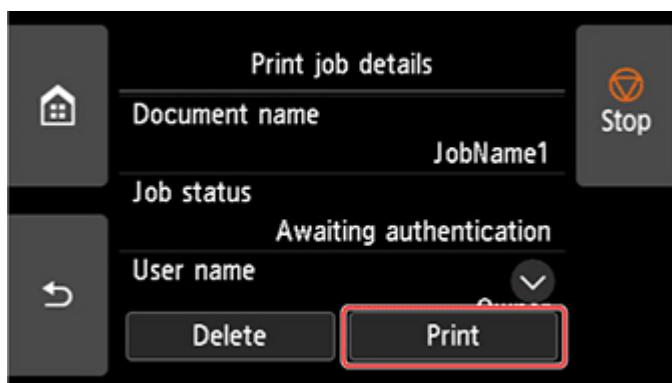 Print job details
Stop
Document name
JobName1
Job status
Awaiting authentication
User name
Delete
Print